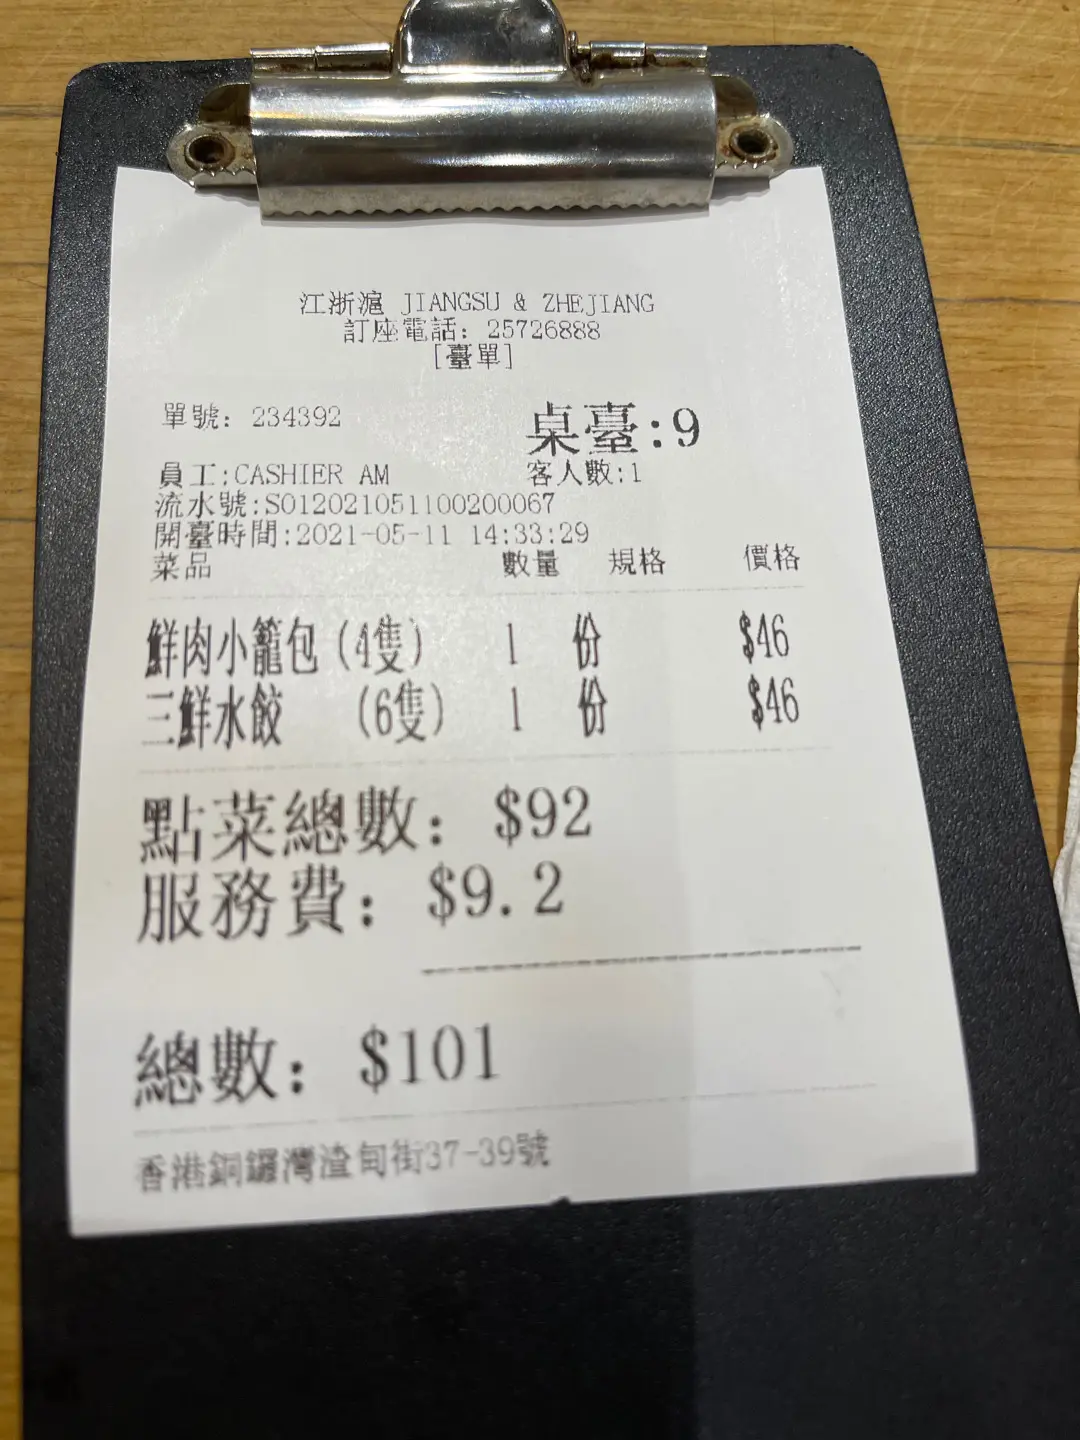 江浙滬 JIANGSU & ZHEJIANG
訂座電話: 25726888
[臺單]
單號: 234392 桌臺:9
員工:CASHIER AM 客人數:1
流水號:S012021051100200067
開臺時間:2021-05-11 14:33:29
菜品 數量 規格 價格
鮮肉小籠包(4隻) 1 份 $46
三鮮水餃 (6隻) 1 份 $46
點菜總數: $92
服務費: $9.2
總數: $101
香港銅鑼灣渣甸街37-39號